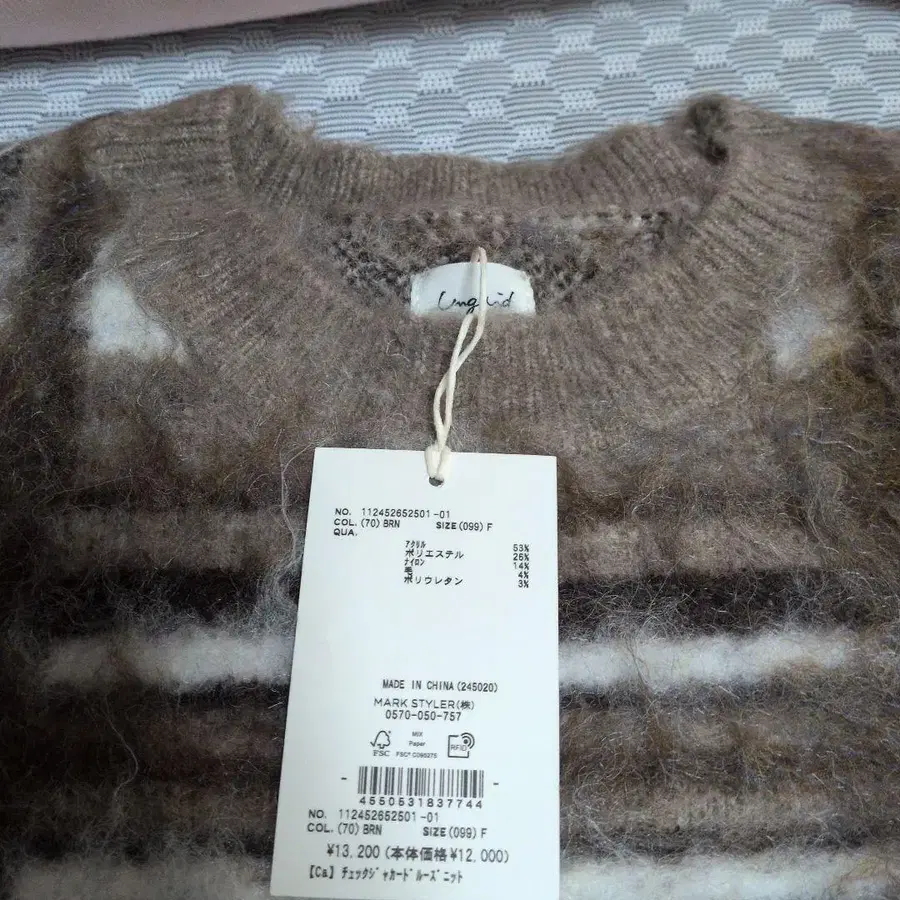 Ungrid
NO. 112452652501-01
COL. (70) BRN SIZE (099) F
QUA.
ｱｸﾘﾙ 53%
ポリエステル 26%
ﾅｲﾛﾝ 14%
毛 4%
ポリウレタン 3%
MADE IN CHINA (245020)
MARK STYLER(株)
0570-050-757
FSC
MIX
Paper
FSC® C092075
RFID
4550531837744
NO. 112452652501-01
COL. (70) BRN SIZE (099) F
¥13,200 (本体価格¥12,000)
【Ca】ﾁｪｯｸｼﾞｬｶｰﾄﾞﾙｰｽﾞﾆｯﾄ